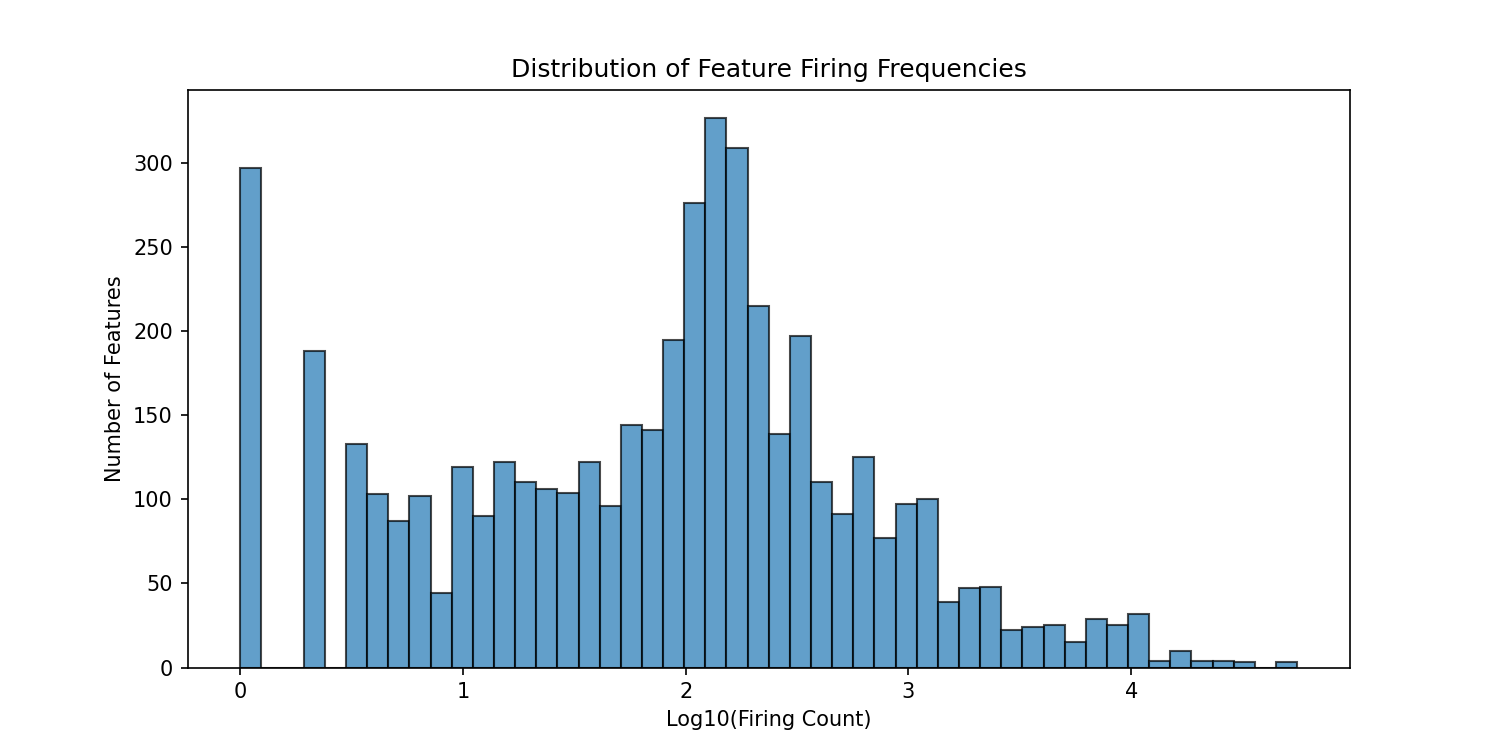 Distribution of Feature Firing Frequencies
Number of Features
300
250
200
150
100
50
0
0 1 2 3 4
Log10(Firing Count)